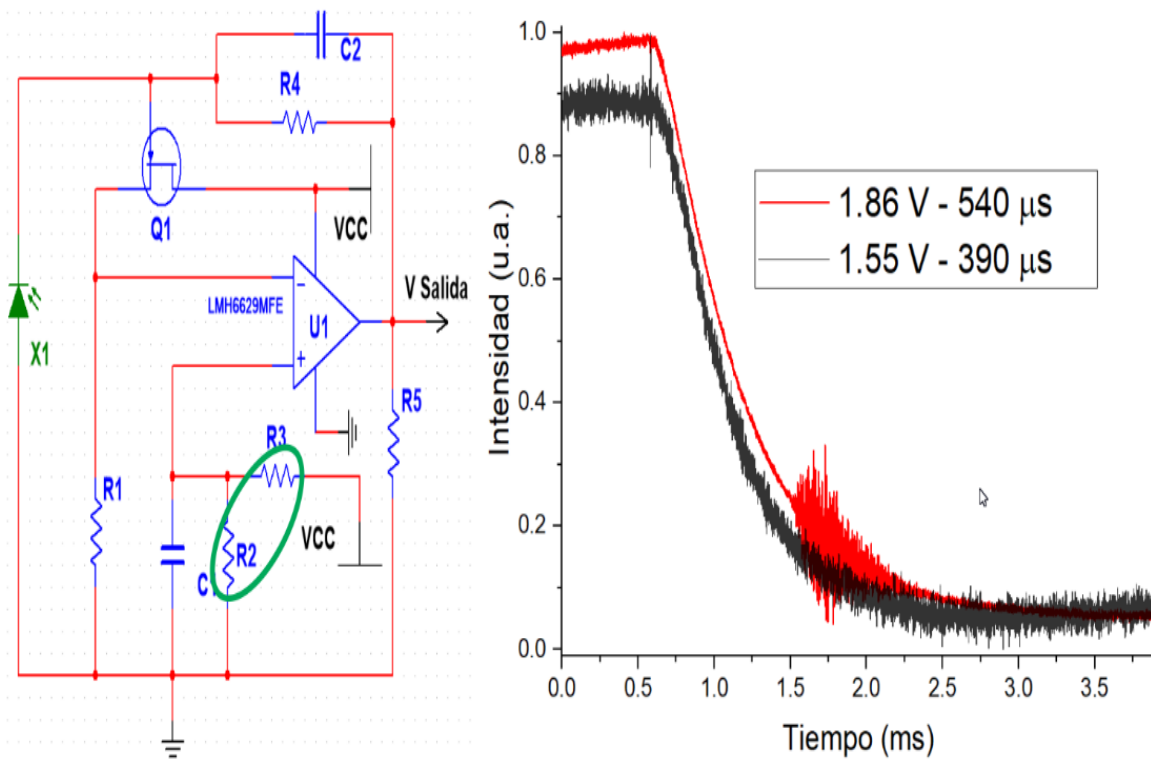 C2
R4
Q1
VCC
LMH6629MFE
U1
V Salida
X1
R5
R3
R1
VCC
R2
C1
Intensidad (u.a.)
1.0
0.8
0.6
0.4
0.2
0.0
1.86 V - 540 μs
1.55 V - 390 μs
0.0 0.5 1.0 1.5 2.0 2.5 3.0 3.5
Tiempo (ms)